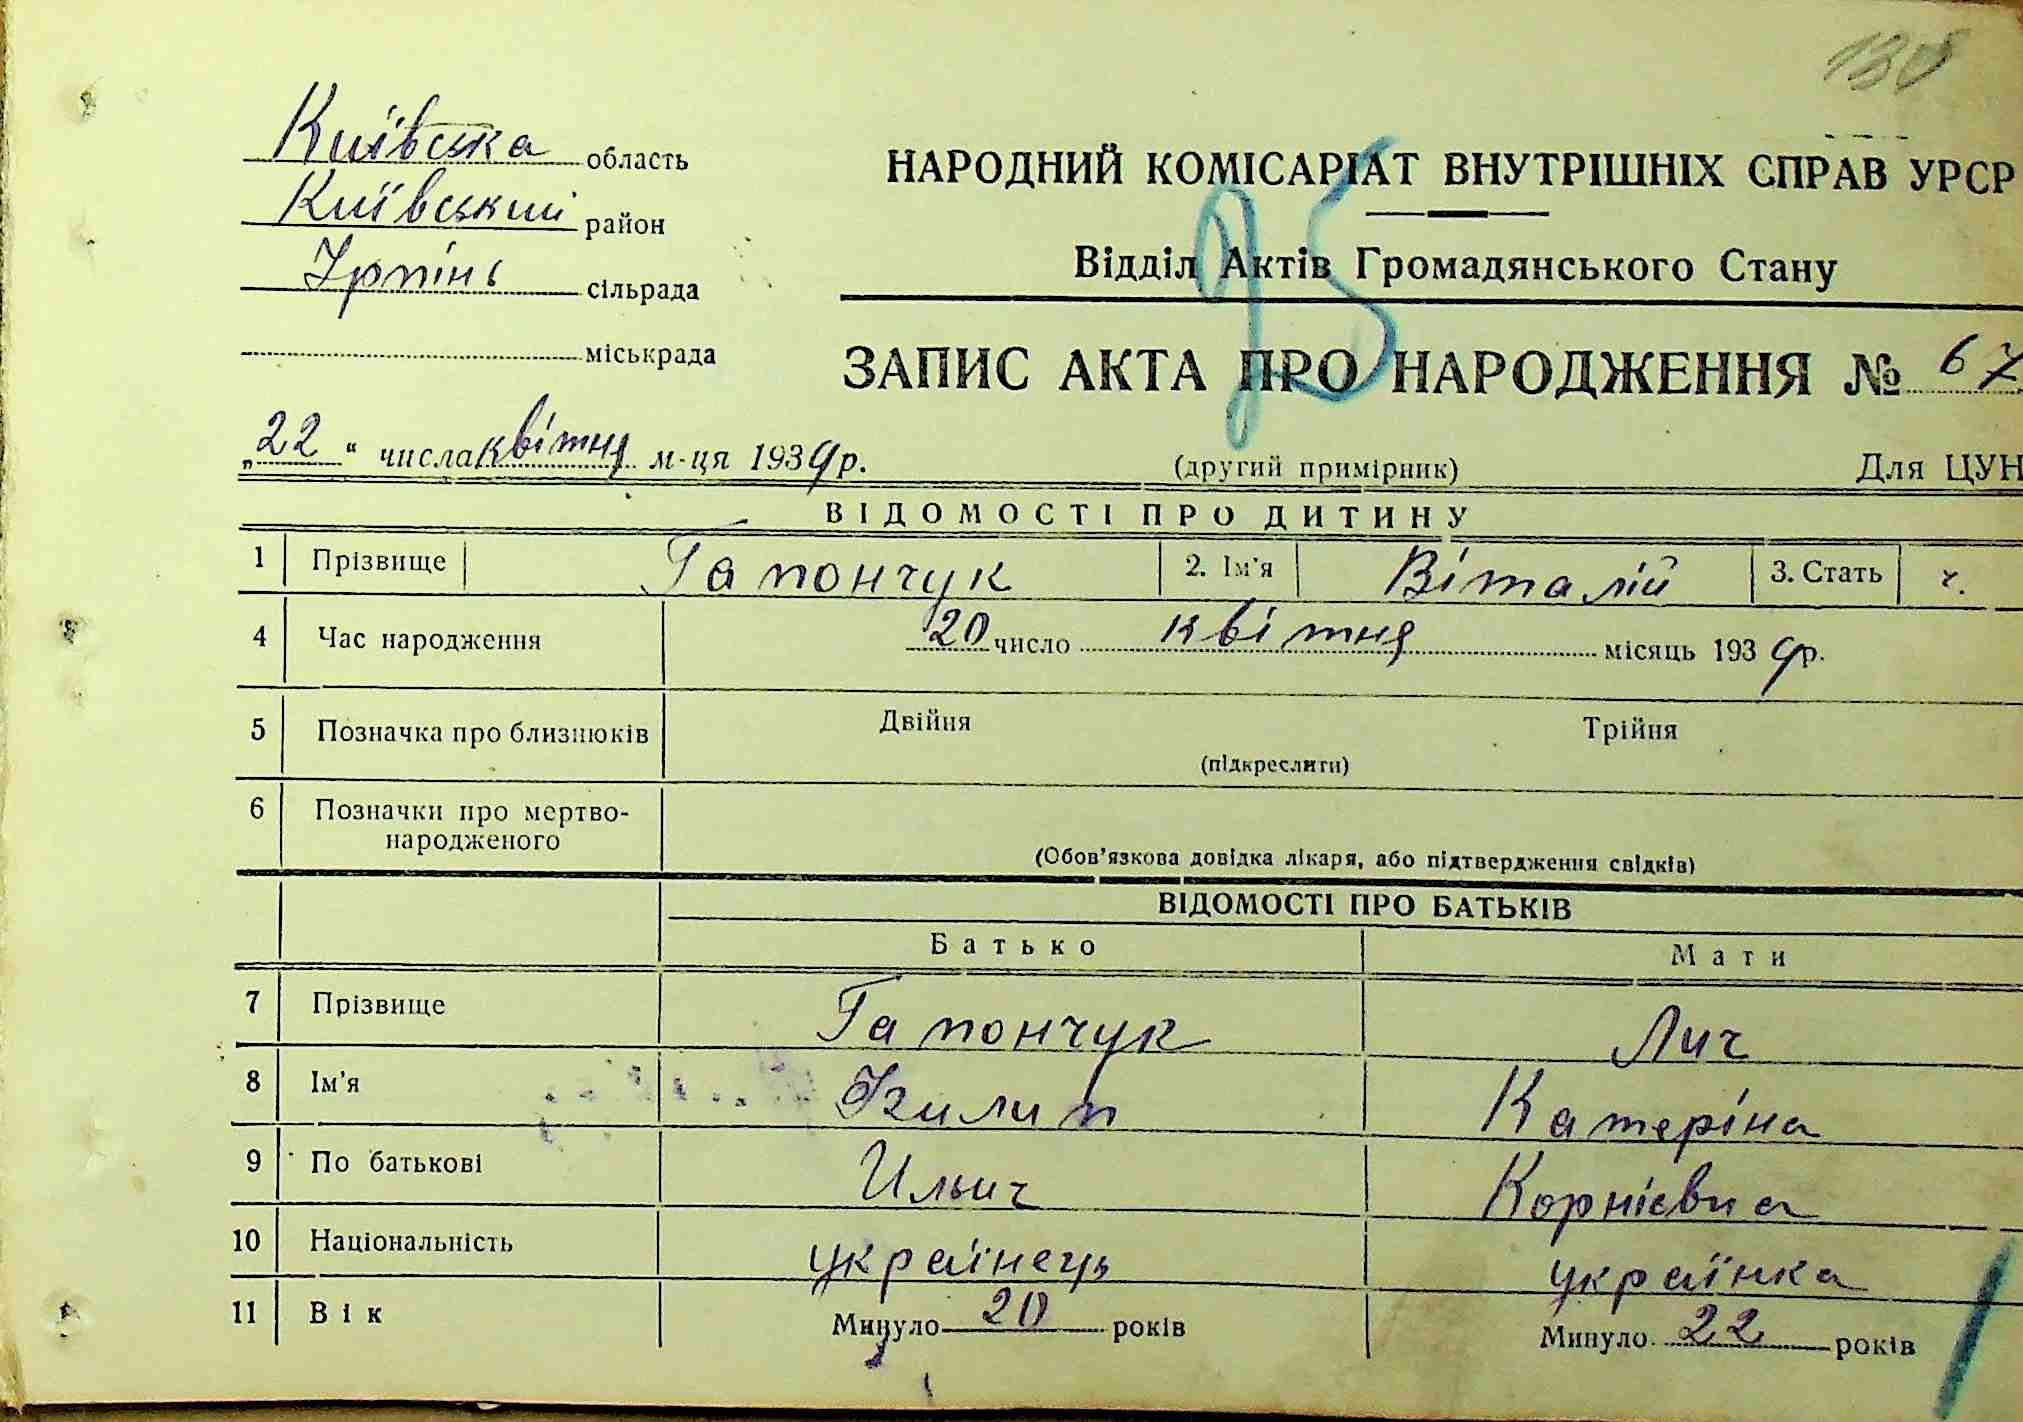 130
Київська область
Київський район
Ірпінь сільрада
міськрада
НАРОДНИЙ КОМІСАРІАТ ВНУТРІШНІХ СПРАВ УРСР
Відділ Актів Громадянського Стану
95
ЗАПИС АКТА ПРО НАРОДЖЕННЯ № 67
„22" числа квітня м-ця 1939 р.
(другий примірник)
Для ЦУН
ВІДОМОСТІ ПРО ДИТИНУ
1 Прізвище Гапончук 2. Ім'я Віталій 3. Стать ч.
4 Час народження 20 число квітня місяць 1939 р.
5 Позначка про близнюків Двійня Трійня
(підкреслити)
6 Позначки про мертво-
народженого
(Обов'язкова довідка лікаря, або підтвердження свідків)
ВІДОМОСТІ ПРО БАТЬКІВ
Батько Мати
7 Прізвище Гапончук Лич
8 Ім'я Катеріна
9 По батькові Ильич Корнієвна
10 Національність українець українка
11 Вік Минуло 20 років Минуло 22 років